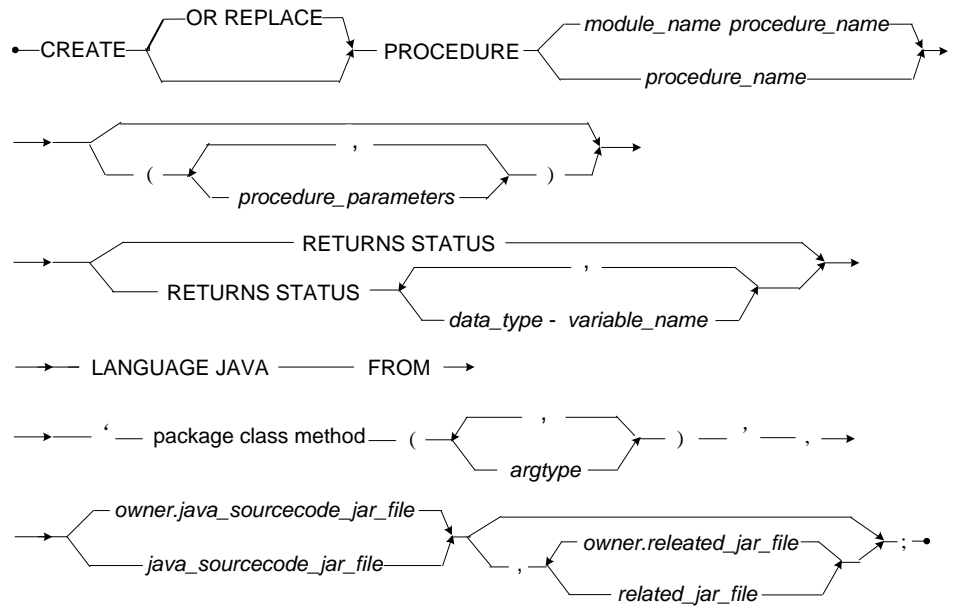 OR REPLACE
module_name procedure_name
CREATE
PROCEDURE
procedure_name
,
(
)
procedure_parameters
RETURNS STATUS
,
RETURNS STATUS
data_type - variable_name
LANGUAGE JAVA FROM
,
‘ package class method ( ) ’ ,
argtype
owner.java_sourcecode_jar_file
owner.releated_jar_file
;
java_sourcecode_jar_file
,
related_jar_file